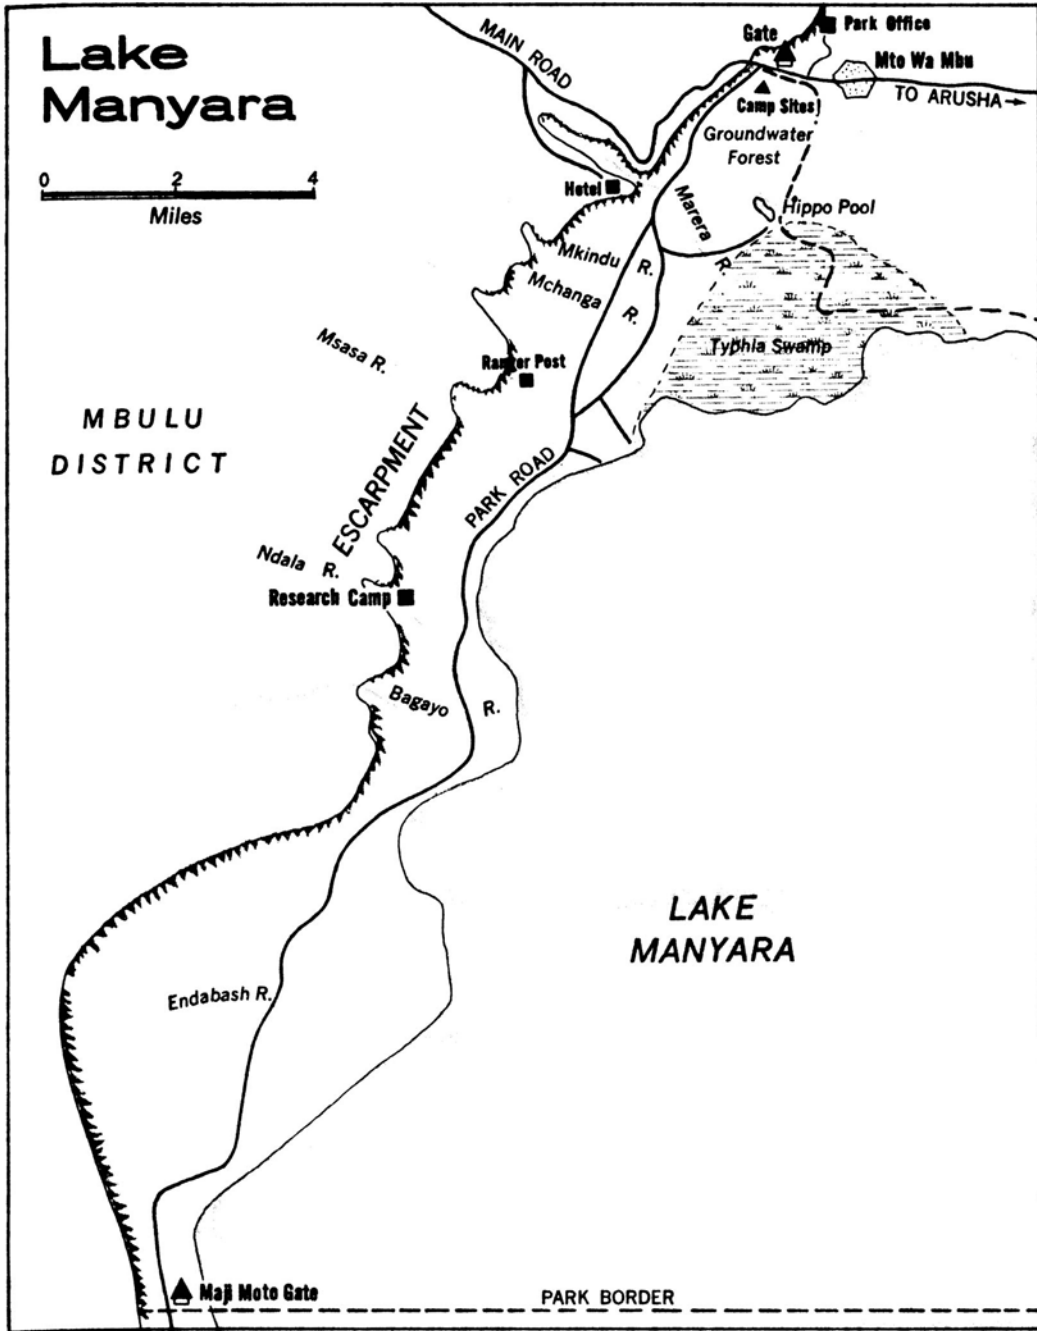 Lake
Manyara
0 2 4
Miles
MAIN ROAD
Gate
Park Office
Mto Wa Mbu
TO ARUSHA
Camp Sites
Groundwater
Forest
Hotel
Marera R.
Hippo Pool
Mkindu R.
Mchanga R.
Typhla Swamp
Msasa R.
Ranger Post
MBULU
DISTRICT
ESCARPMENT
PARK ROAD
Ndala R.
Research Camp
Bagayo R.
LAKE
MANYARA
Endabash R.
Maji Moto Gate
PARK BORDER